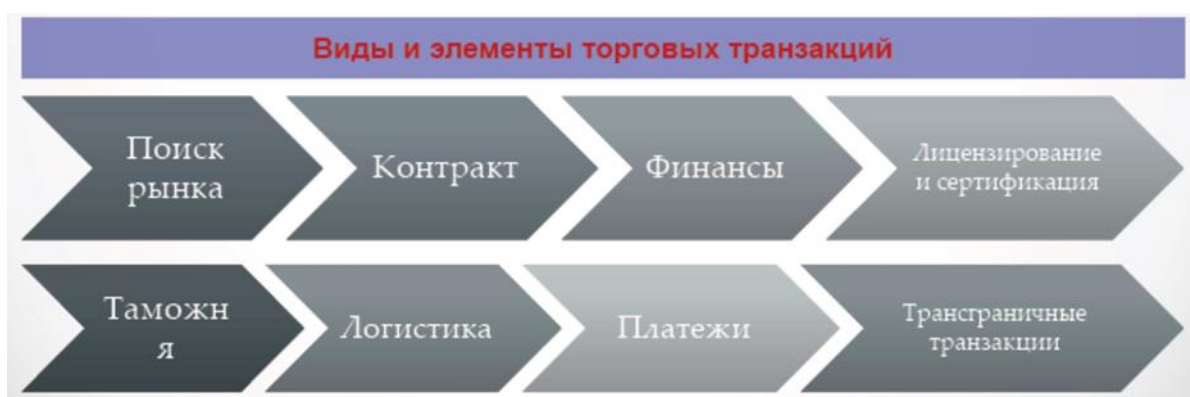 Виды и элементы торговых транзакций
Поиск
рынка
Контракт
Финансы
Лицензирование
и сертификация
Таможн
я
Логистика
Платежи
Трансграничные
транзакции